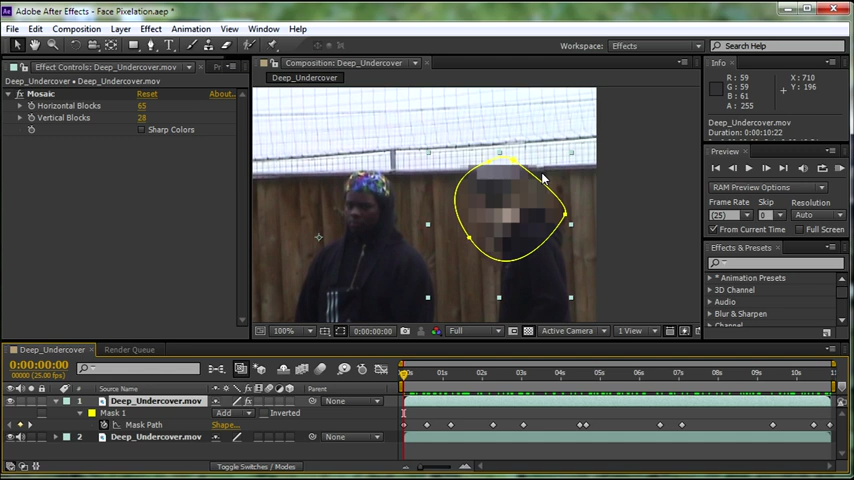 Adobe After Effects - Face Pixelation.aep *
File Edit Composition Layer Effect Animation View Window Help
Workspace: Effects Search Help
Effect Controls: Deep_Undercover.mov
Composition: Deep_Undercover
Info
Deep_Undercover • Deep_Undercover.mov
Deep_Undercover
R: 59
G: 59
B: 61
A: 255
X: 710
Y: 196
fx Mosaic Reset About...
Horizontal Blocks 65
Vertical Blocks 28
Sharp Colors
Deep_Undercover.mov
Duration: 0:00:10:22
Preview
RAM Preview Options
Frame Rate Skip Resolution
(25) 0 Auto
From Current Time Full Screen
Effects & Presets
* Animation Presets
3D Channel
Audio
Blur & Sharpen
Channel
100% 0:00:00:00 Full Active Camera 1 View
Deep_Undercover Render Queue
0:00:00:00
00000 (25.00 fps)
01s 02s 03s 04s 05s 06s 07s 08s 09s 10s
# Source Name Parent
1 Deep_Undercover.mov None
Mask 1 Add Inverted
Mask Path Shape...
2 Deep_Undercover.mov None
Toggle Switches / Modes